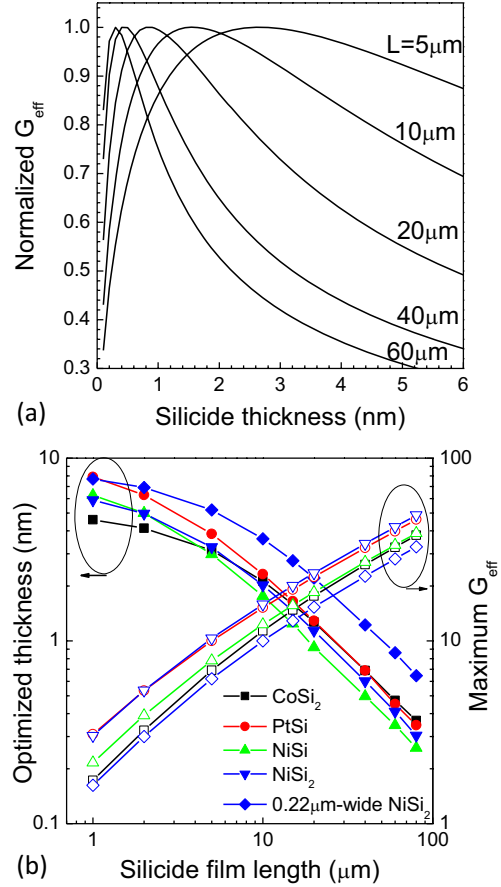 Normalized G_eff
1.0
0.9
0.8
0.7
0.6
0.5
0.4
0.3
L=5μm
10μm
20μm
40μm
60μm
0 1 2 3 4 5 6
(a) Silicide thickness (nm)
Optimized thickness (nm)
10
1
0.1
Maximum G_eff
100
10
1
CoSi₂
PtSi
NiSi
NiSi₂
0.22μm-wide NiSi₂
1 10 100
(b) Silicide film length (μm)